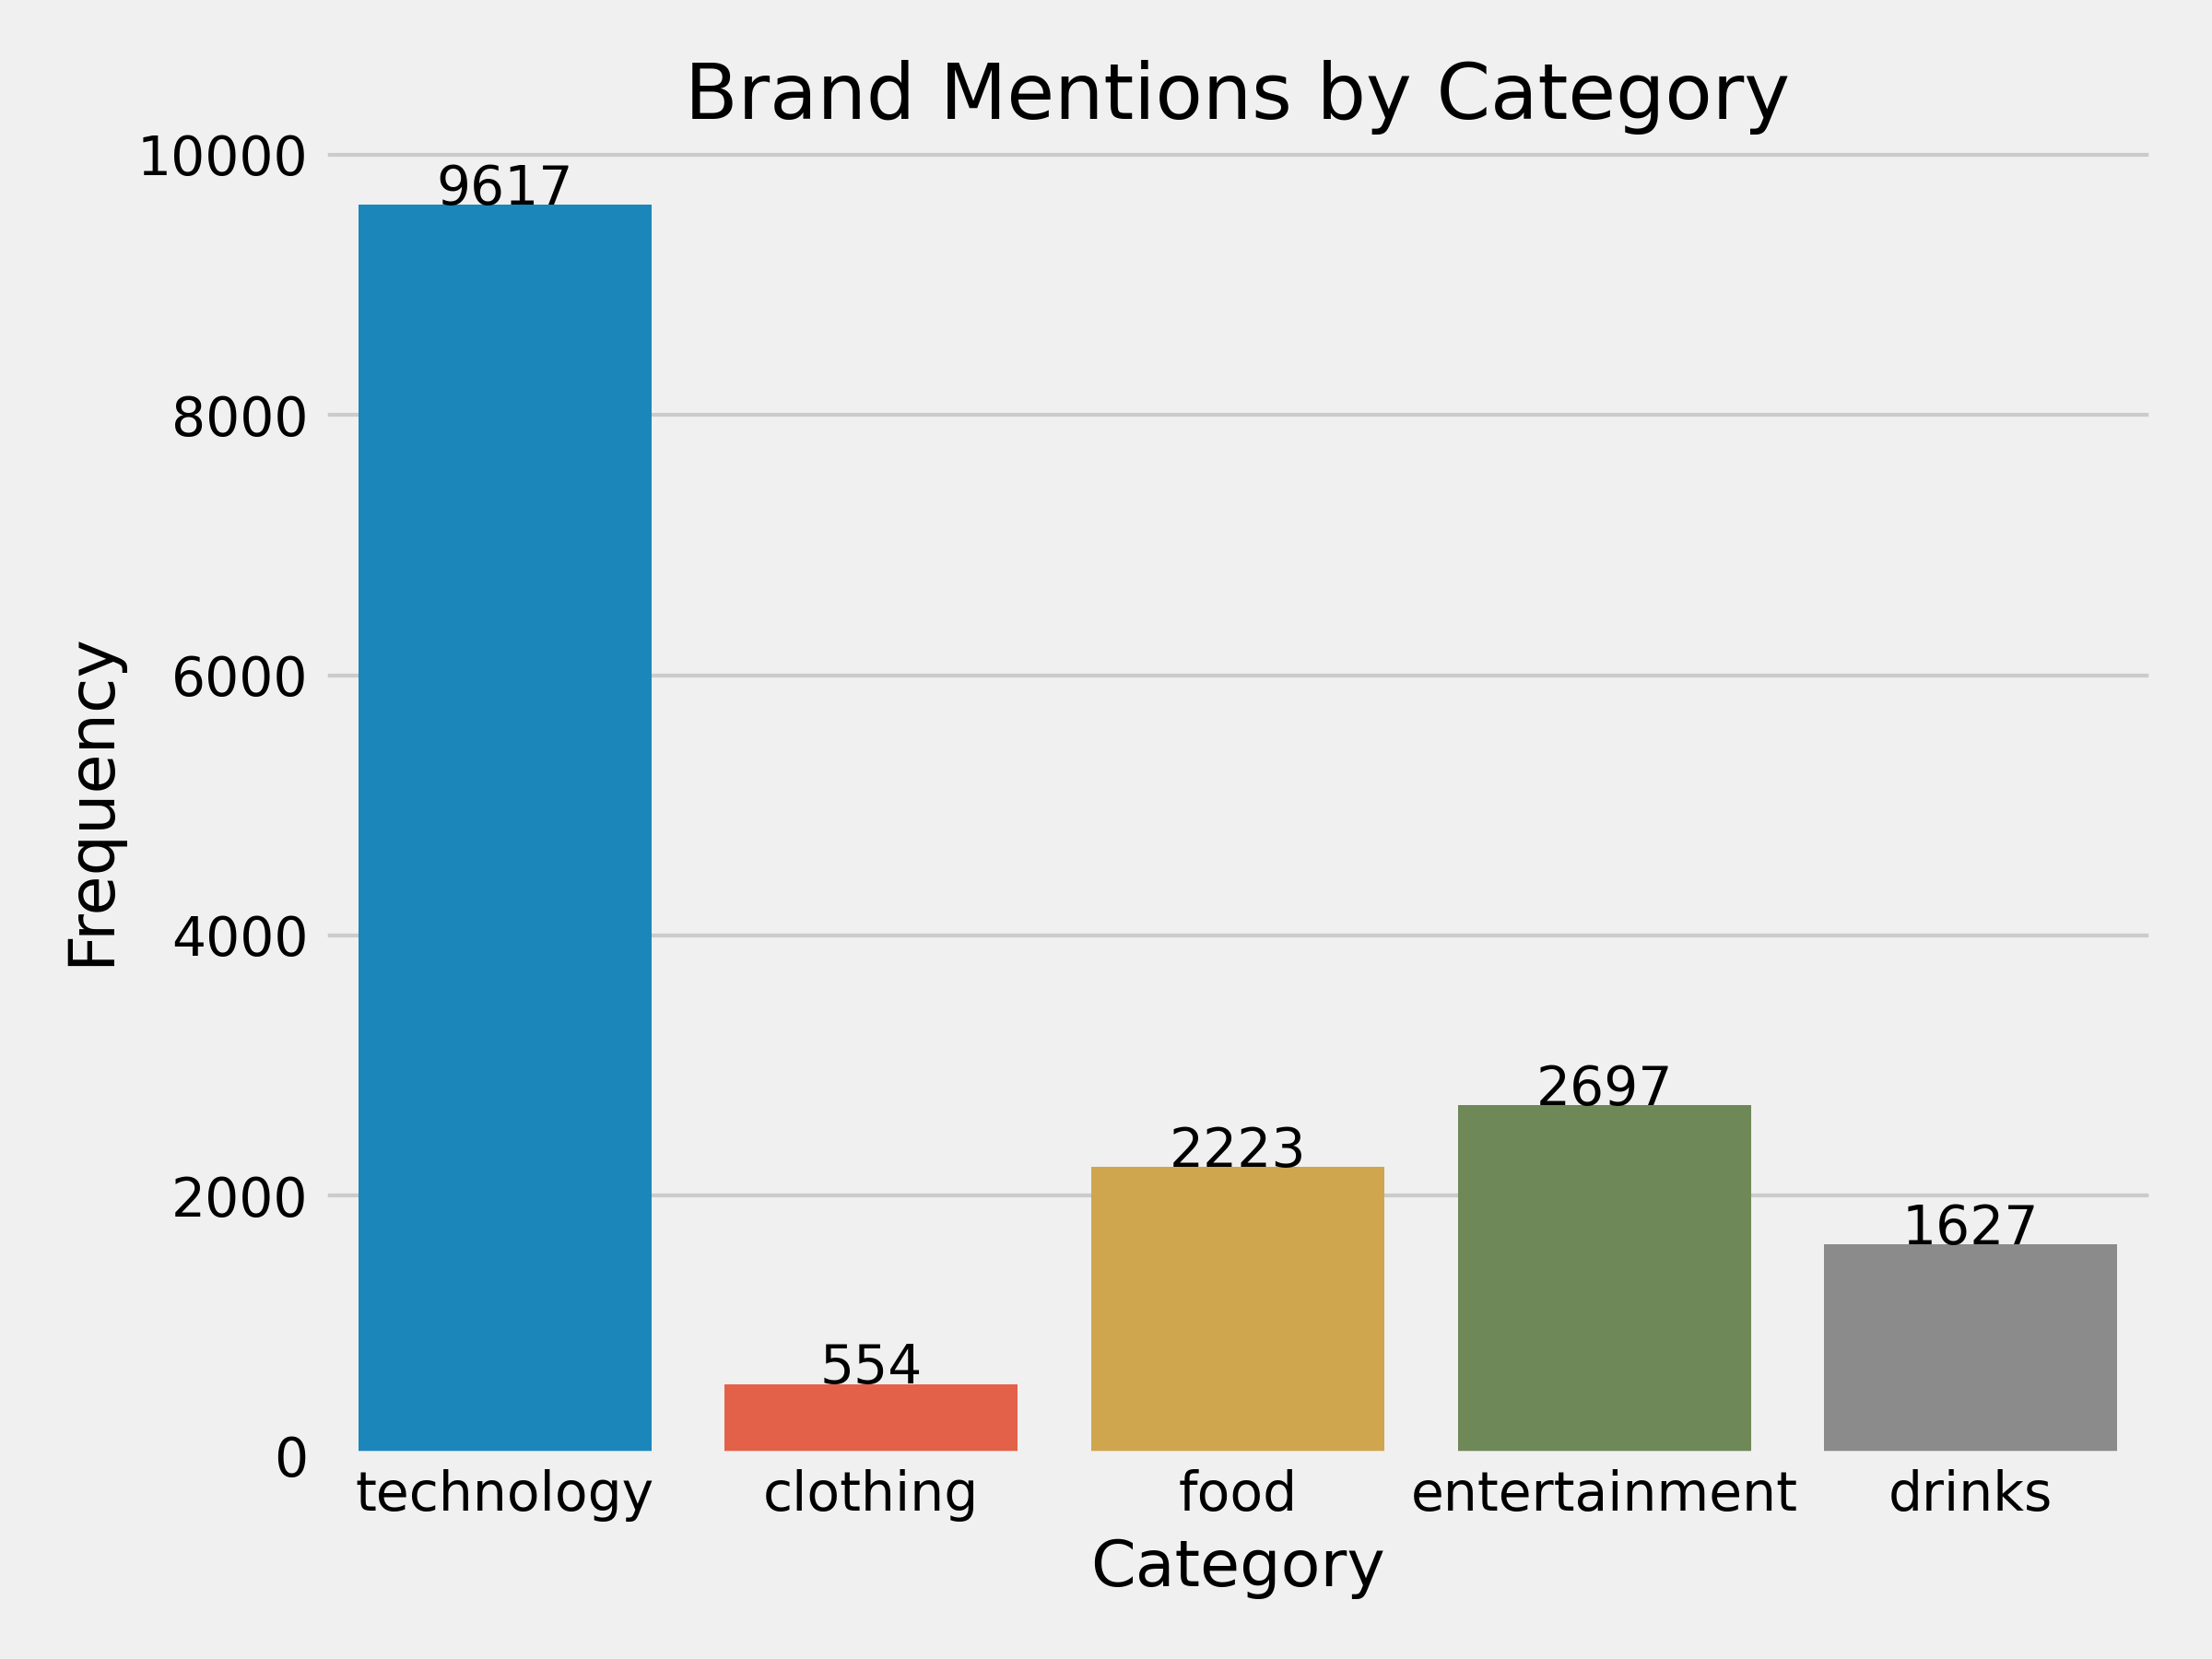 Brand Mentions by Category
10000
8000
6000
4000
2000
0
Frequency
9617
554
2223
2697
1627
technology
clothing
food
entertainment
drinks
Category